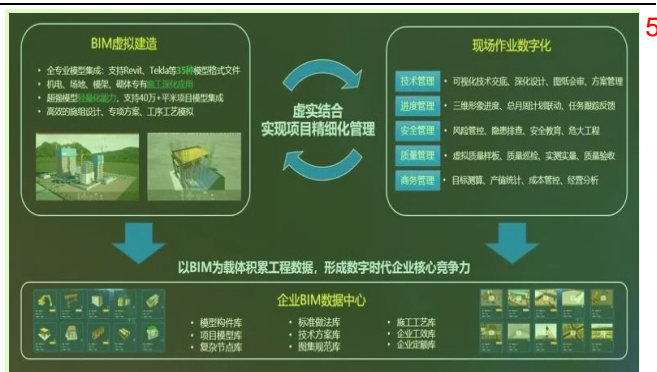 5
BIM虚拟建造
• 全专业模型集成：支持Revit、Tekla等35种模型格式文件
• 机电、场地、模架、砌体专有施工深化应用
• 超强模型轻量化能力，支持40万+平米项目模型集成
• 高效的施组设计、专项方案、工序工艺模拟
虚实结合
实现项目精细化管理
现场作业数字化
技术管理 • 可视化技术交底、深化设计、图纸会审、方案管理
进度管理 • 三维形象进度、总月周计划联动、任务跟踪反馈
安全管理 • 风险管控、隐患排查、安全教育、危大工程
质量管理 • 虚拟质量样板、质量巡检、实测实量、质量验收
商务管理 • 目标测算、产值统计、成本管控、经营分析
以BIM为载体积累工程数据，形成数字时代企业核心竞争力
企业BIM数据中心
• 模型构件库
• 项目模型库
• 复杂节点库
• 标准做法库
• 技术方案库
• 图集规范库
• 施工工艺库
• 企业工效库
• 企业定额库